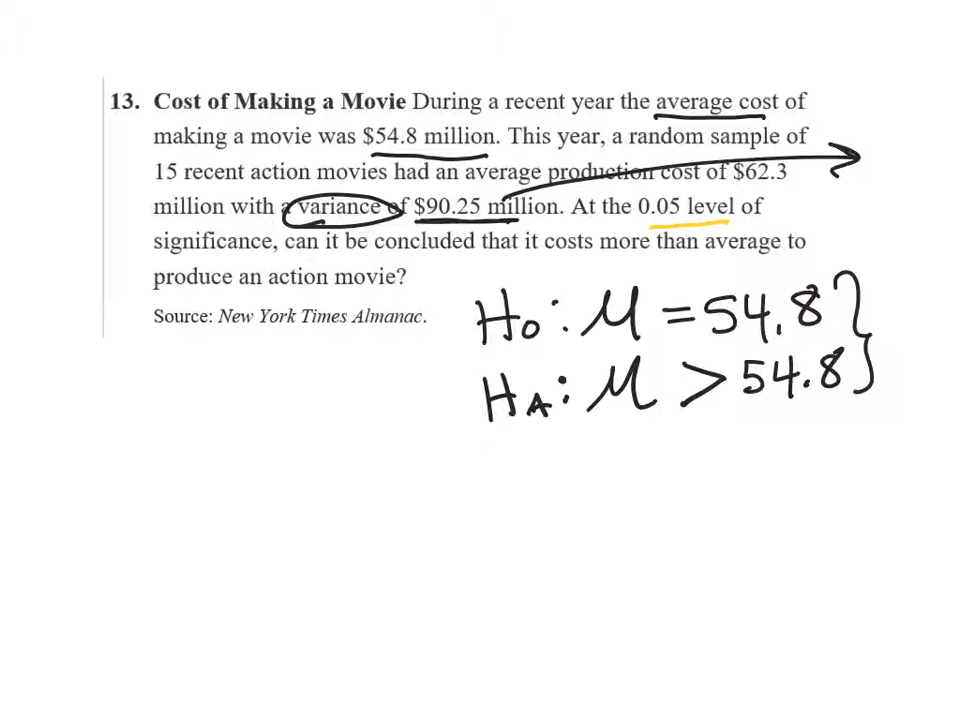 13. Cost of Making a Movie During a recent year the average cost of
making a movie was $54.8 million. This year, a random sample of
15 recent action movies had an average production cost of $62.3
million with a variance of $90.25 million. At the 0.05 level of
significance, can it be concluded that it costs more than average to
produce an action movie?
Source: New York Times Almanac.
H₀: μ = 54.8
Hₐ: μ > 54.8